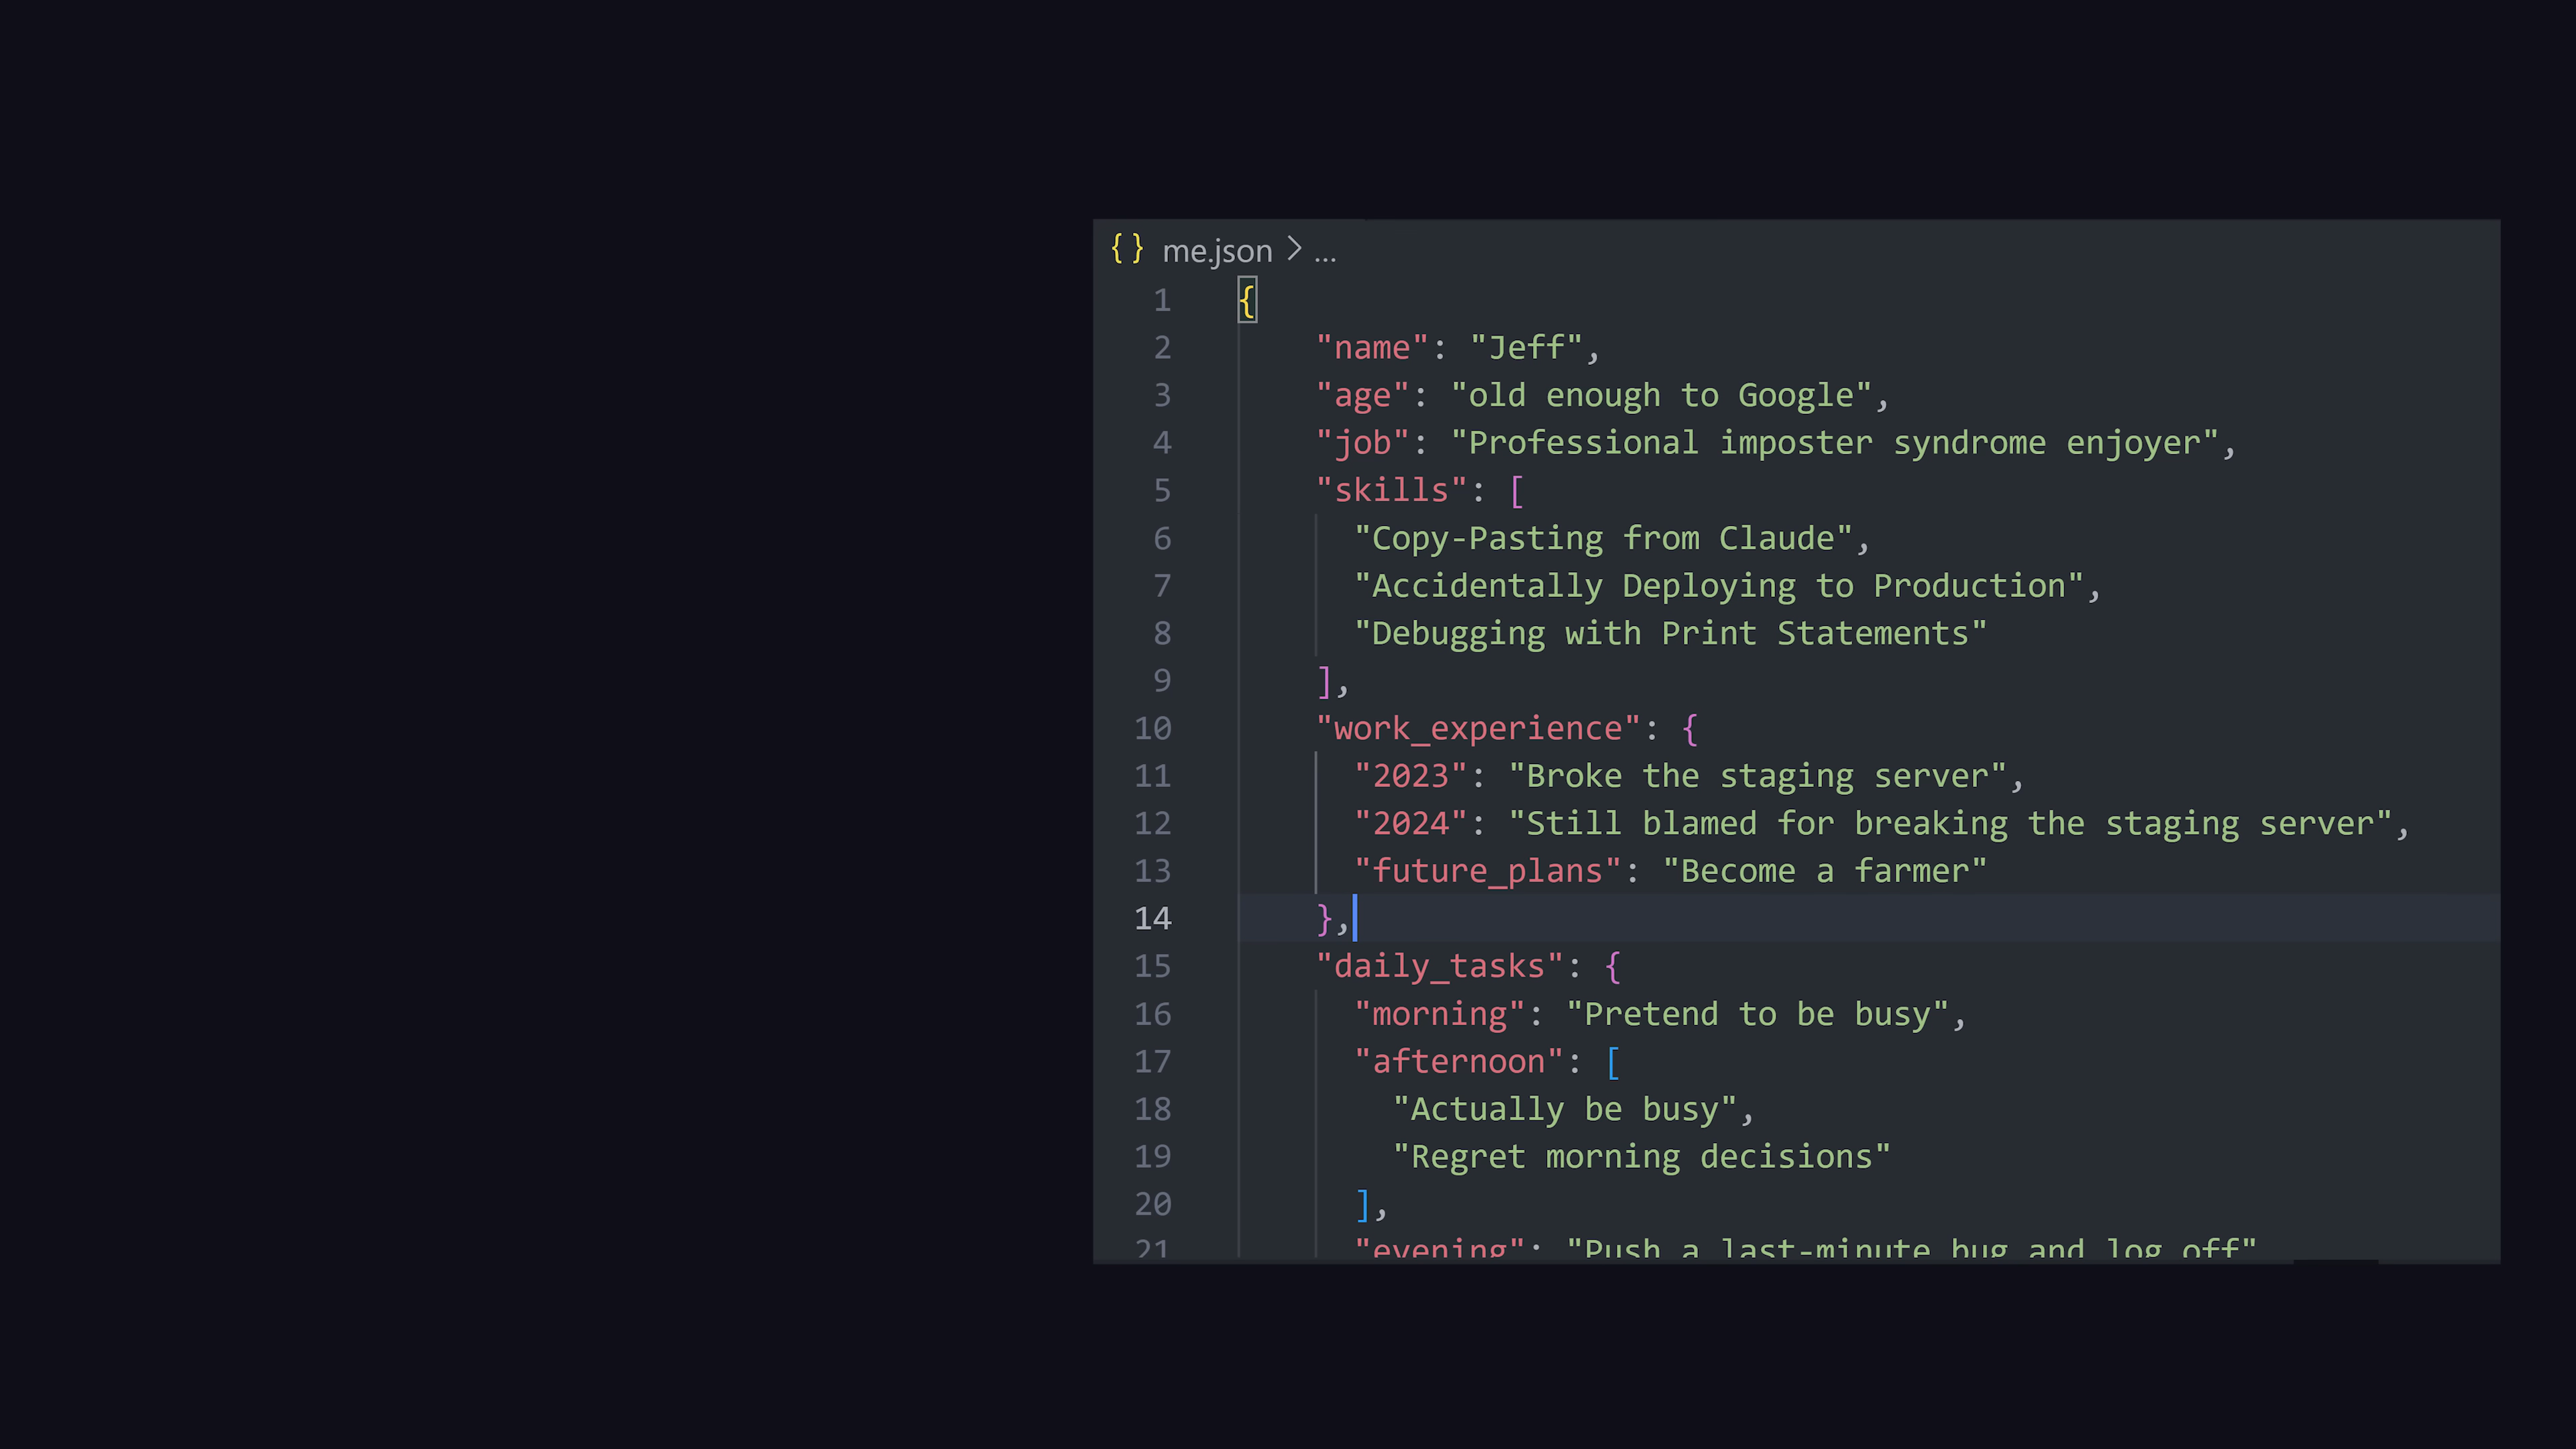 {} me.json > ...
1 {
2 "name": "Jeff",
3 "age": "old enough to Google",
4 "job": "Professional imposter syndrome enjoyer",
5 "skills": [
6 "Copy-Pasting from Claude",
7 "Accidentally Deploying to Production",
8 "Debugging with Print Statements"
9 ],
10 "work_experience": {
11 "2023": "Broke the staging server",
12 "2024": "Still blamed for breaking the staging server",
13 "future_plans": "Become a farmer"
14 },
15 "daily_tasks": {
16 "morning": "Pretend to be busy",
17 "afternoon": [
18 "Actually be busy",
19 "Regret morning decisions"
20 ],
21 "evening": "Push a last-minute bug and log off"